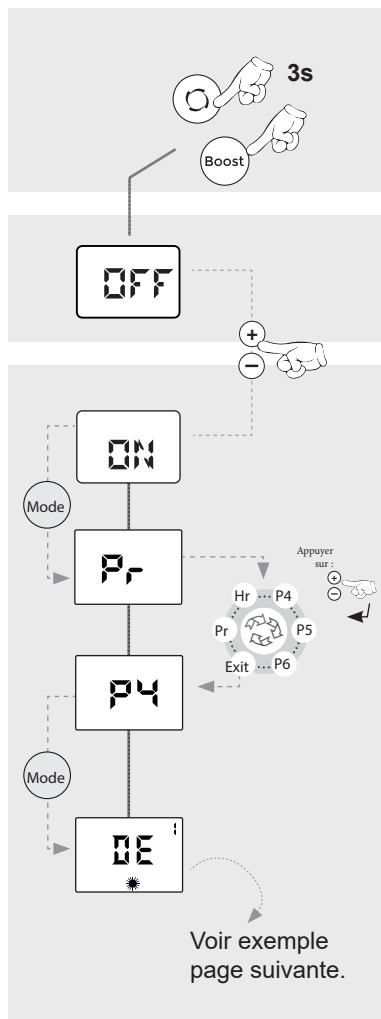 3s
Boost
OFF
+
−
ON
Mode
Pr
Appuyer
sur :
+
−
Hr
P4
Pr
P5
Exit
P6
P4
Mode
DE
1
Voir exemple
page suivante.